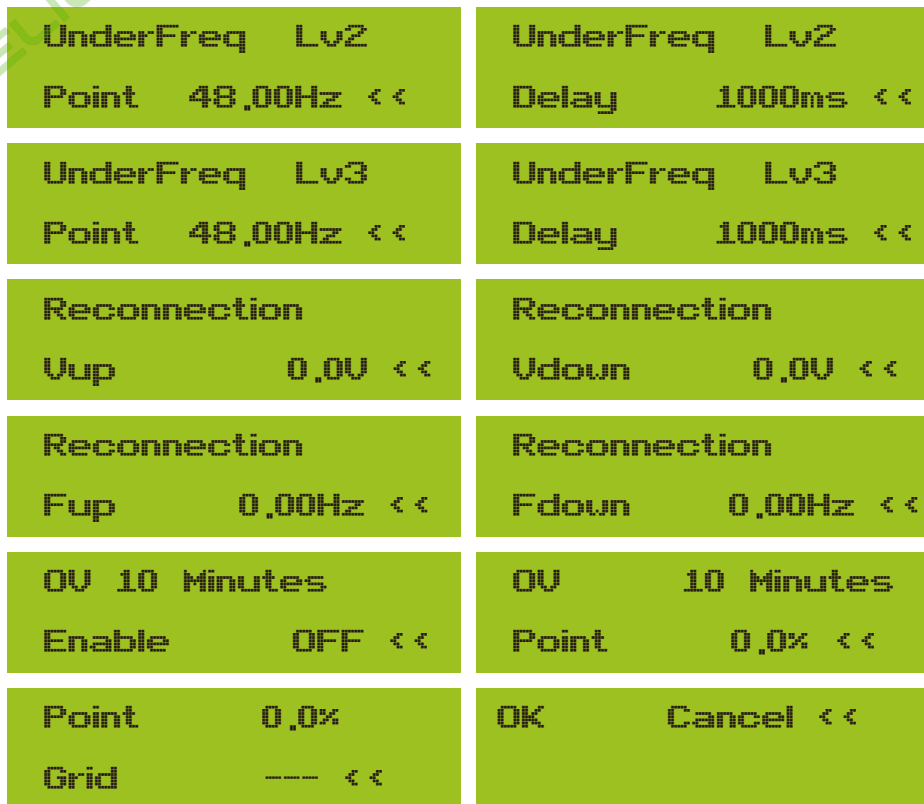 UnderFreq Lv2
Point 48.00Hz <<
UnderFreq Lv2
Delay 1000ms <<
UnderFreq Lv3
Point 48.00Hz <<
UnderFreq Lv3
Delay 1000ms <<
Reconnection
Vup 0.0V <<
Reconnection
Vdown 0.0V <<
Reconnection
Fup 0.00Hz <<
Reconnection
Fdown 0.00Hz <<
OV 10 Minutes
Enable OFF <<
OV 10 Minutes
Point 0.0% <<
Point 0.0%
Grid --- <<
OK Cancel <<